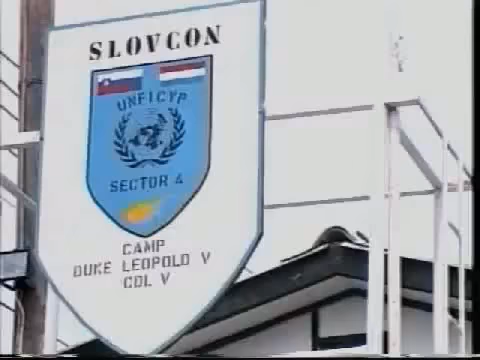 SLOVCON
UNFICYP
SECTOR 4
CAMP
DUKE LEOPOLD V
COL V